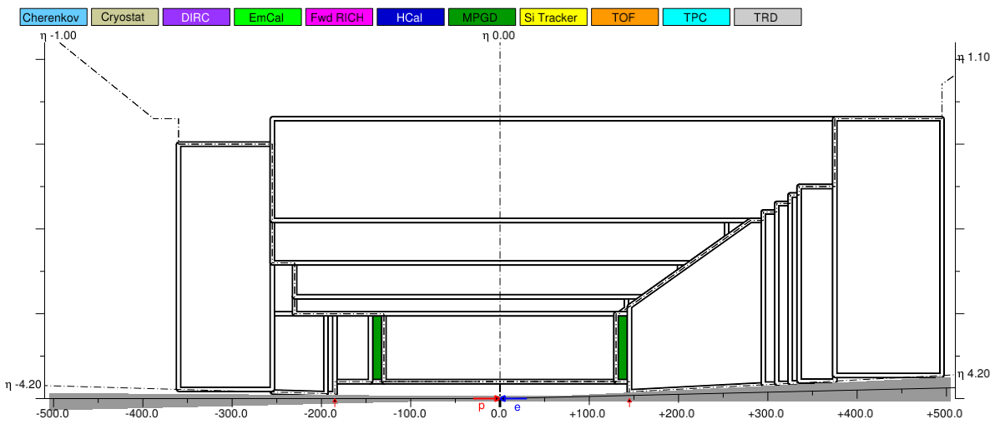 Cherenkov Cryostat DIRC EmCal Fwd RICH HCal MPGD Si Tracker TOF TPC TRD
η -1.00 η 0.00
η 1.10
η -4.20 η 4.20
-500.0 -400.0 -300.0 -200.0 -100.0 0.0 +100.0 +200.0 +300.0 +400.0 +500.0
p e